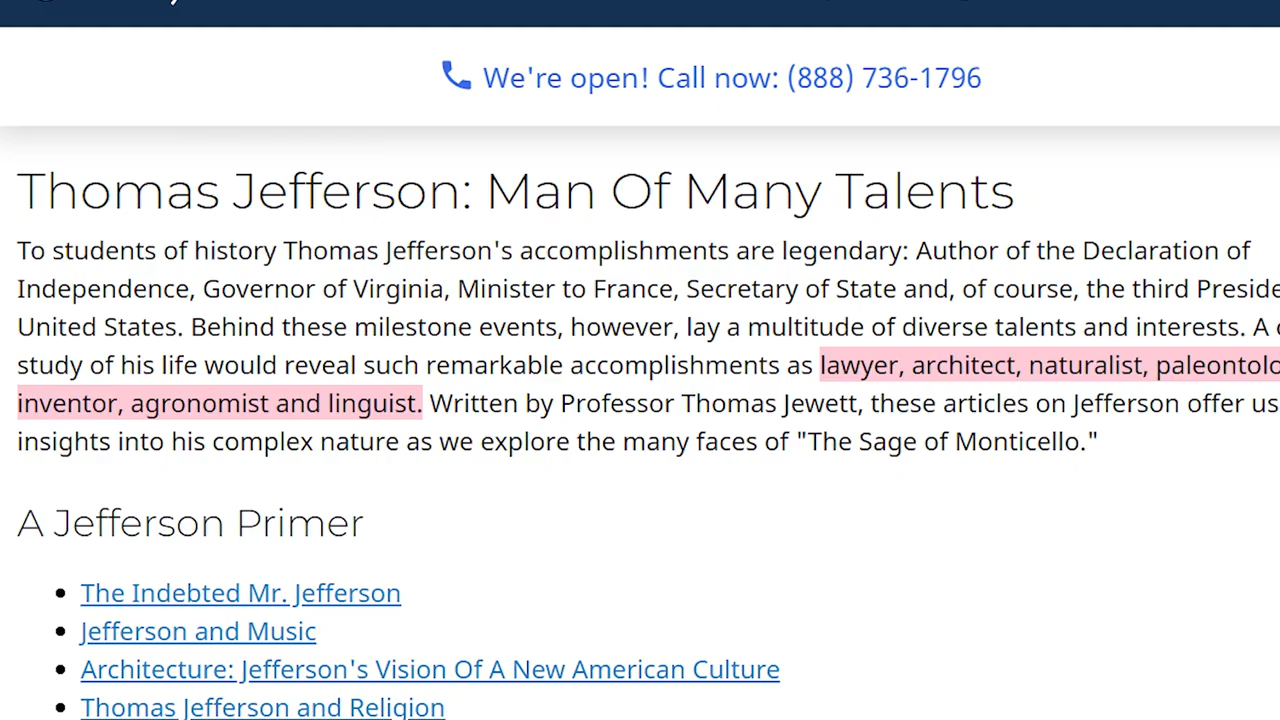 We're open! Call now: (888) 736-1796
Thomas Jefferson: Man Of Many Talents
To students of history Thomas Jefferson's accomplishments are legendary: Author of the Declaration of
Independence, Governor of Virginia, Minister to France, Secretary of State and, of course, the third
United States. Behind these milestone events, however, lay a multitude of diverse talents and interests. A
study of his life would reveal such remarkable accomplishments as lawyer, architect, naturalist,
inventor, agronomist and linguist. Written by Professor Thomas Jewett, these articles on Jefferson offer us
insights into his complex nature as we explore the many faces of "The Sage of Monticello."
A Jefferson Primer
The Indebted Mr. Jefferson
Jefferson and Music
Architecture: Jefferson's Vision Of A New American Culture
Thomas Jefferson and Religion